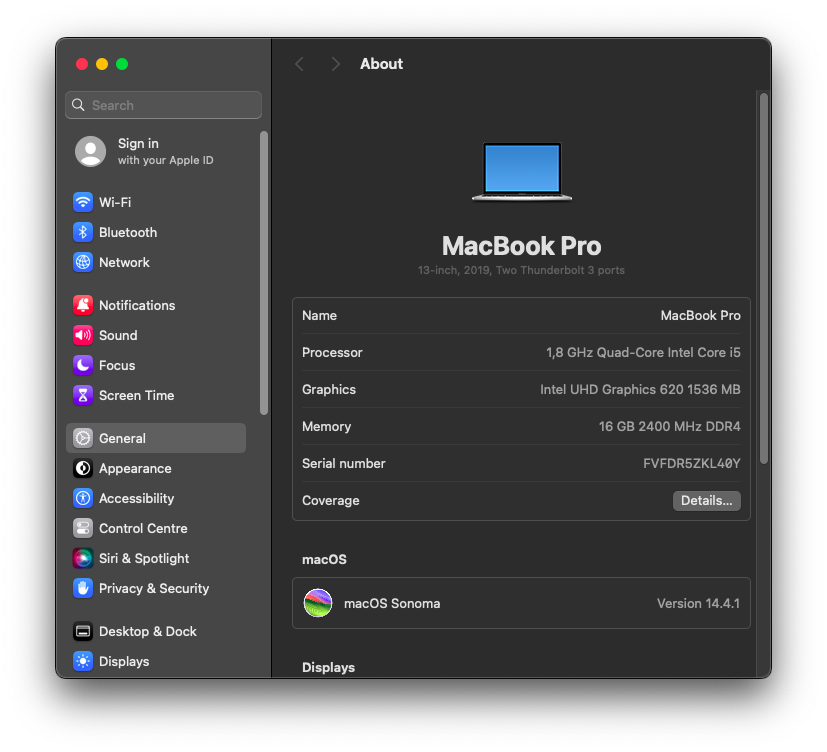 About
Search
Sign in
with your Apple ID
Wi-Fi
Bluetooth
Network
Notifications
Sound
Focus
Screen Time
General
Appearance
Accessibility
Control Centre
Siri & Spotlight
Privacy & Security
Desktop & Dock
Displays
MacBook Pro
13-inch, 2019, Two Thunderbolt 3 ports
Name MacBook Pro
Processor 1,8 GHz Quad-Core Intel Core i5
Graphics Intel UHD Graphics 620 1536 MB
Memory 16 GB 2400 MHz DDR4
Serial number FVFDR5ZKL40Y
Coverage Details...
macOS
macOS Sonoma Version 14.4.1
Displays